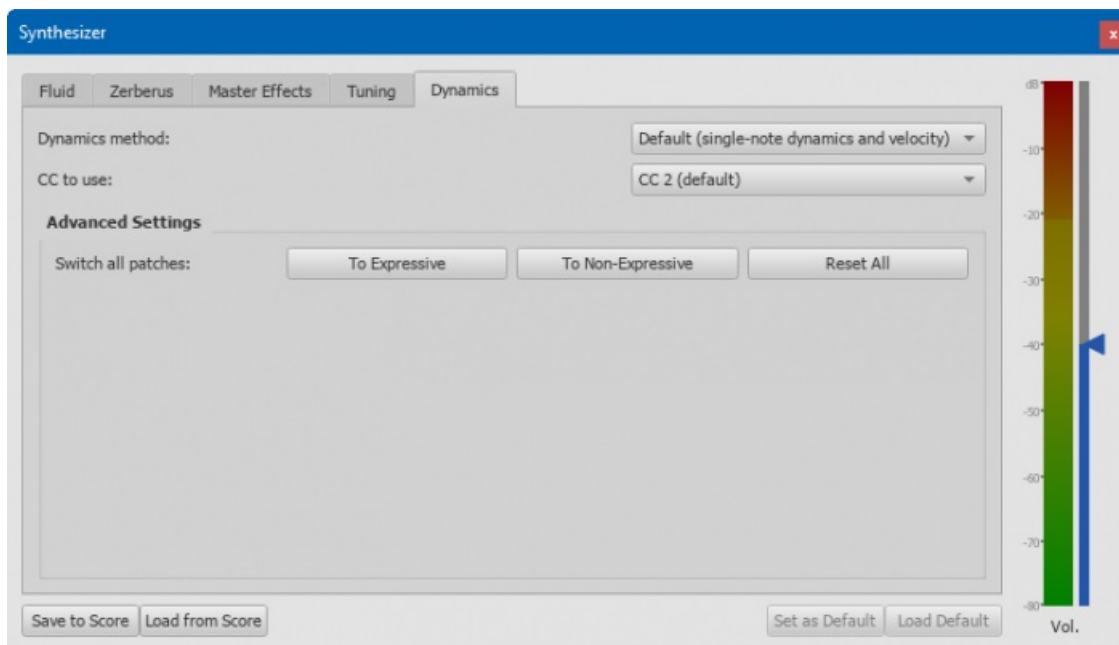 Synthesizer
x
Fluid Zerberus Master Effects Tuning Dynamics
Dynamics method: Default (single-note dynamics and velocity)
CC to use: CC 2 (default)
Advanced Settings
Switch all patches: To Expressive To Non-Expressive Reset All
Save to Score Load from Score Set as Default Load Default
dB
-10
-20
-30
-40
-50
-60
-70
-80
Vol.